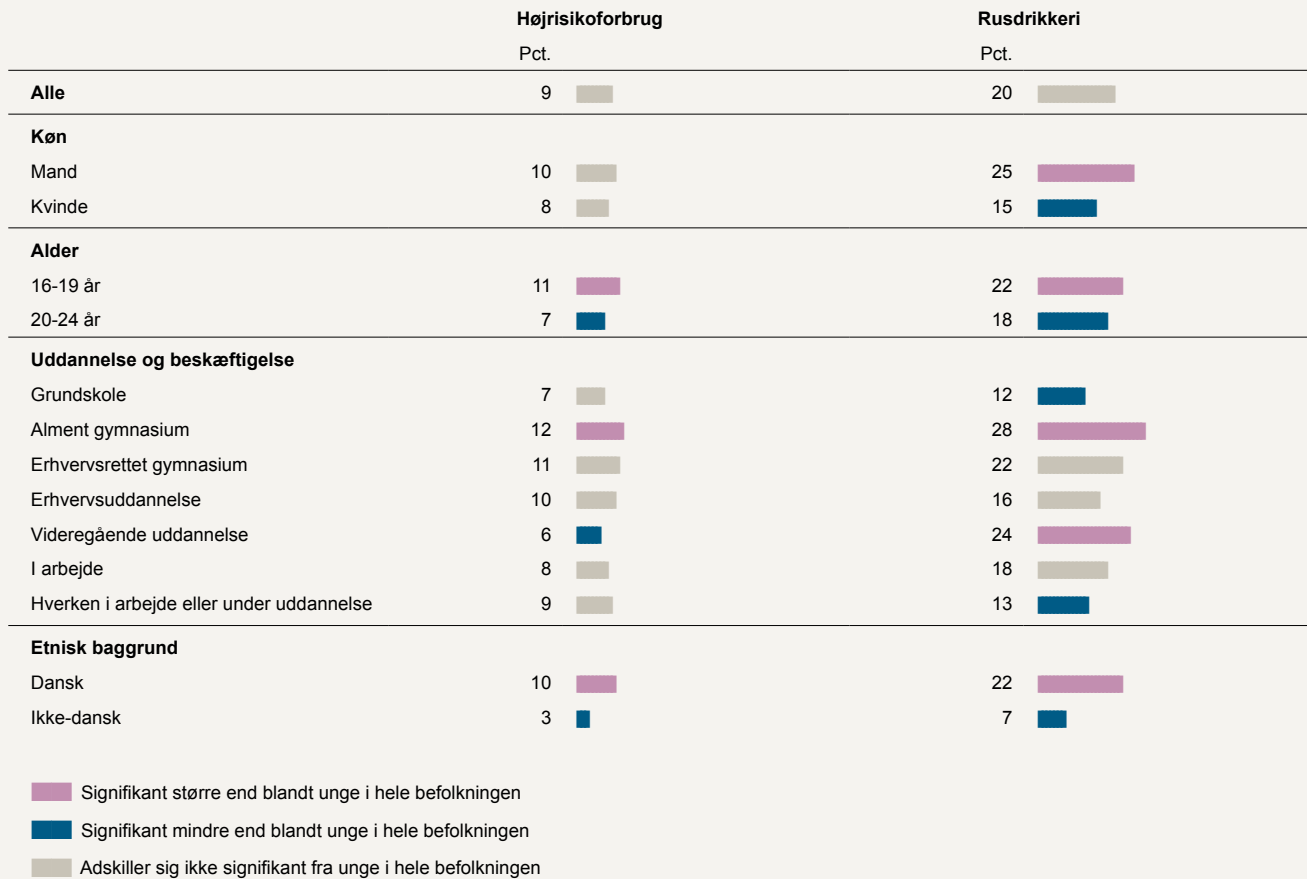 Højrisikoforbrug Rusdrikkeri
Pct. Pct.
Alle 9 20
Køn
Mand 10 25
Kvinde 8 15
Alder
16-19 år 11 22
20-24 år 7 18
Uddannelse og beskæftigelse
Grundskole 7 12
Alment gymnasium 12 28
Erhvervsrettet gymnasium 11 22
Erhvervsuddannelse 10 16
Videregående uddannelse 6 24
I arbejde 8 18
Hverken i arbejde eller under uddannelse 9 13
Etnisk baggrund
Dansk 10 22
Ikke-dansk 3 7
Signifikant større end blandt unge i hele befolkningen
Signifikant mindre end blandt unge i hele befolkningen
Adskiller sig ikke signifikant fra unge i hele befolkningen